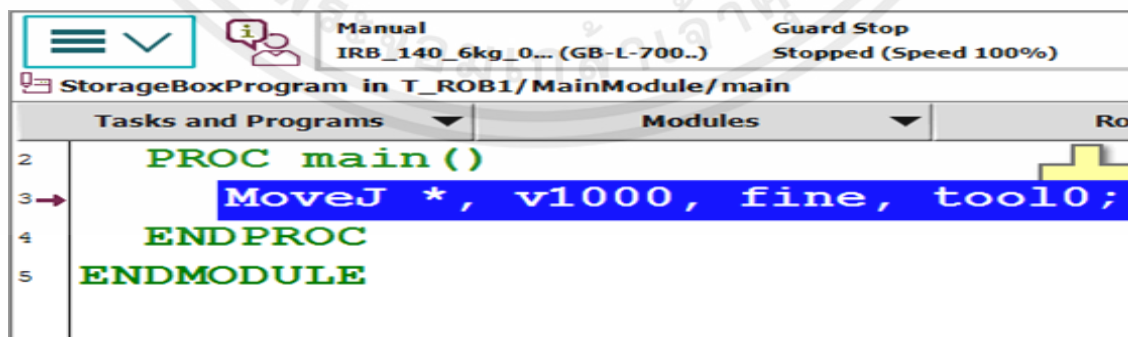 Manual
IRB_140_6kg_0... (GB-L-700..)
Guard Stop
Stopped (Speed 100%)
StorageBoxProgram in T_ROB1/MainModule/main
Tasks and Programs
Modules
Ro
2 PROC main()
3 MoveJ *, v1000, fine, tool0;
4 ENDPROC
5 ENDMODULE